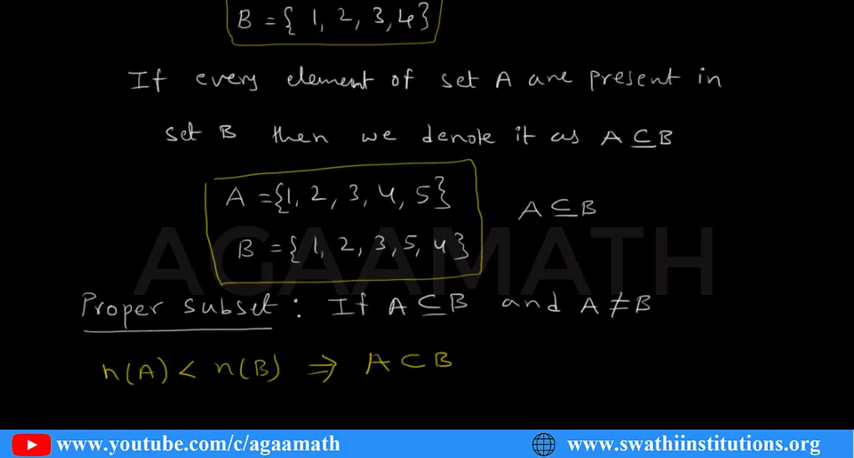 B = { 1, 2, 3, 4}
If every element of set A are present in
set B then we denote it as A ⊆ B
A = {1, 2, 3, 4, 5}
A ⊆ B
B = { 1, 2, 3, 5, 4 }
AGAAMATH
Proper subset : If A ⊆ B and A ≠ B
n(A) < n(B) ⇒ A ⊂ B
www.youtube.com/c/agaamath www.swathiinstitutions.org